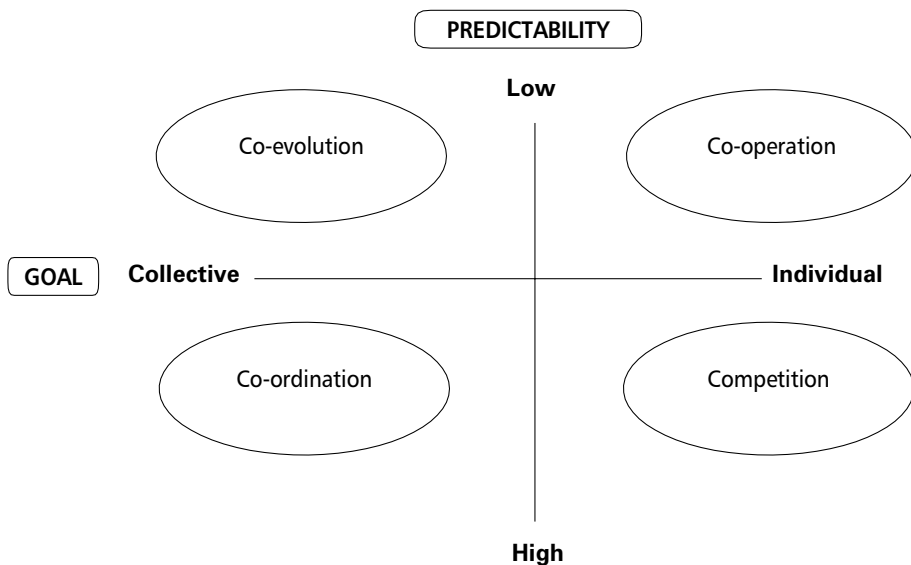 PREDICTABILITY
Low
Co-evolution
Co-operation
GOAL
Collective
Individual
Co-ordination
Competition
High